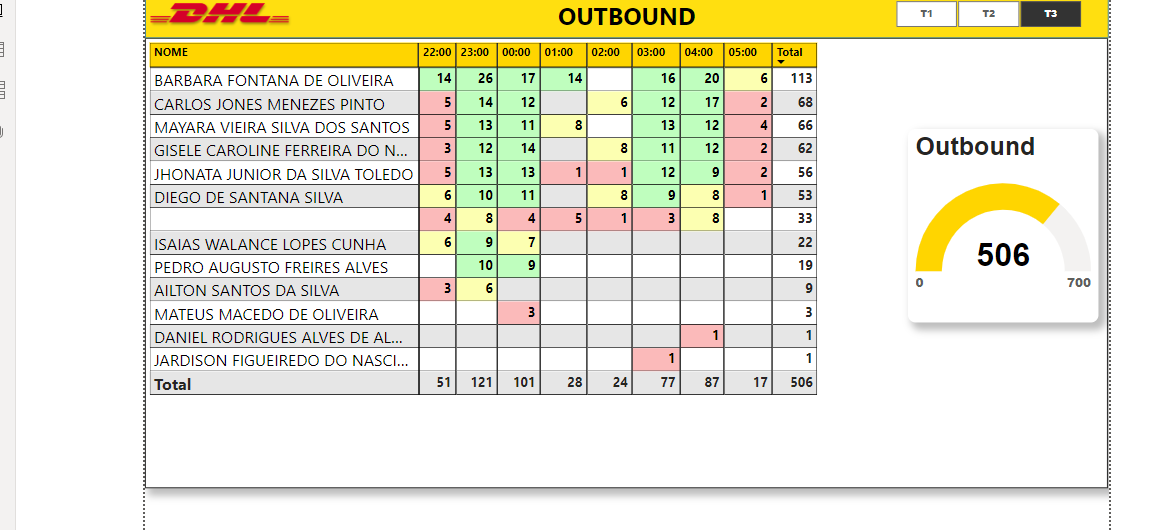 DHL OUTBOUND T1 T2 T3
NOME 22:00 23:00 00:00 01:00 02:00 03:00 04:00 05:00 Total
BARBARA FONTANA DE OLIVEIRA 14 26 17 14 16 20 6 113
CARLOS JONES MENEZES PINTO 5 14 12 6 12 17 2 68
MAYARA VIEIRA SILVA DOS SANTOS 5 13 11 8 13 12 4 66
GISELE CAROLINE FERREIRA DO N... 3 12 14 8 11 12 2 62
JHONATA JUNIOR DA SILVA TOLEDO 5 13 13 1 1 12 9 2 56
DIEGO DE SANTANA SILVA 6 10 11 8 9 8 1 53
4 8 4 5 1 3 8 33
ISAIAS WALANCE LOPES CUNHA 6 9 7 22
PEDRO AUGUSTO FREIRES ALVES 10 9 19
AILTON SANTOS DA SILVA 3 6 9
MATEUS MACEDO DE OLIVEIRA 3 3
DANIEL RODRIGUES ALVES DE AL... 1 1
JARDISON FIGUEIREDO DO NASCI... 1 1
Total 51 121 101 28 24 77 87 17 506
Outbound
506
0 700